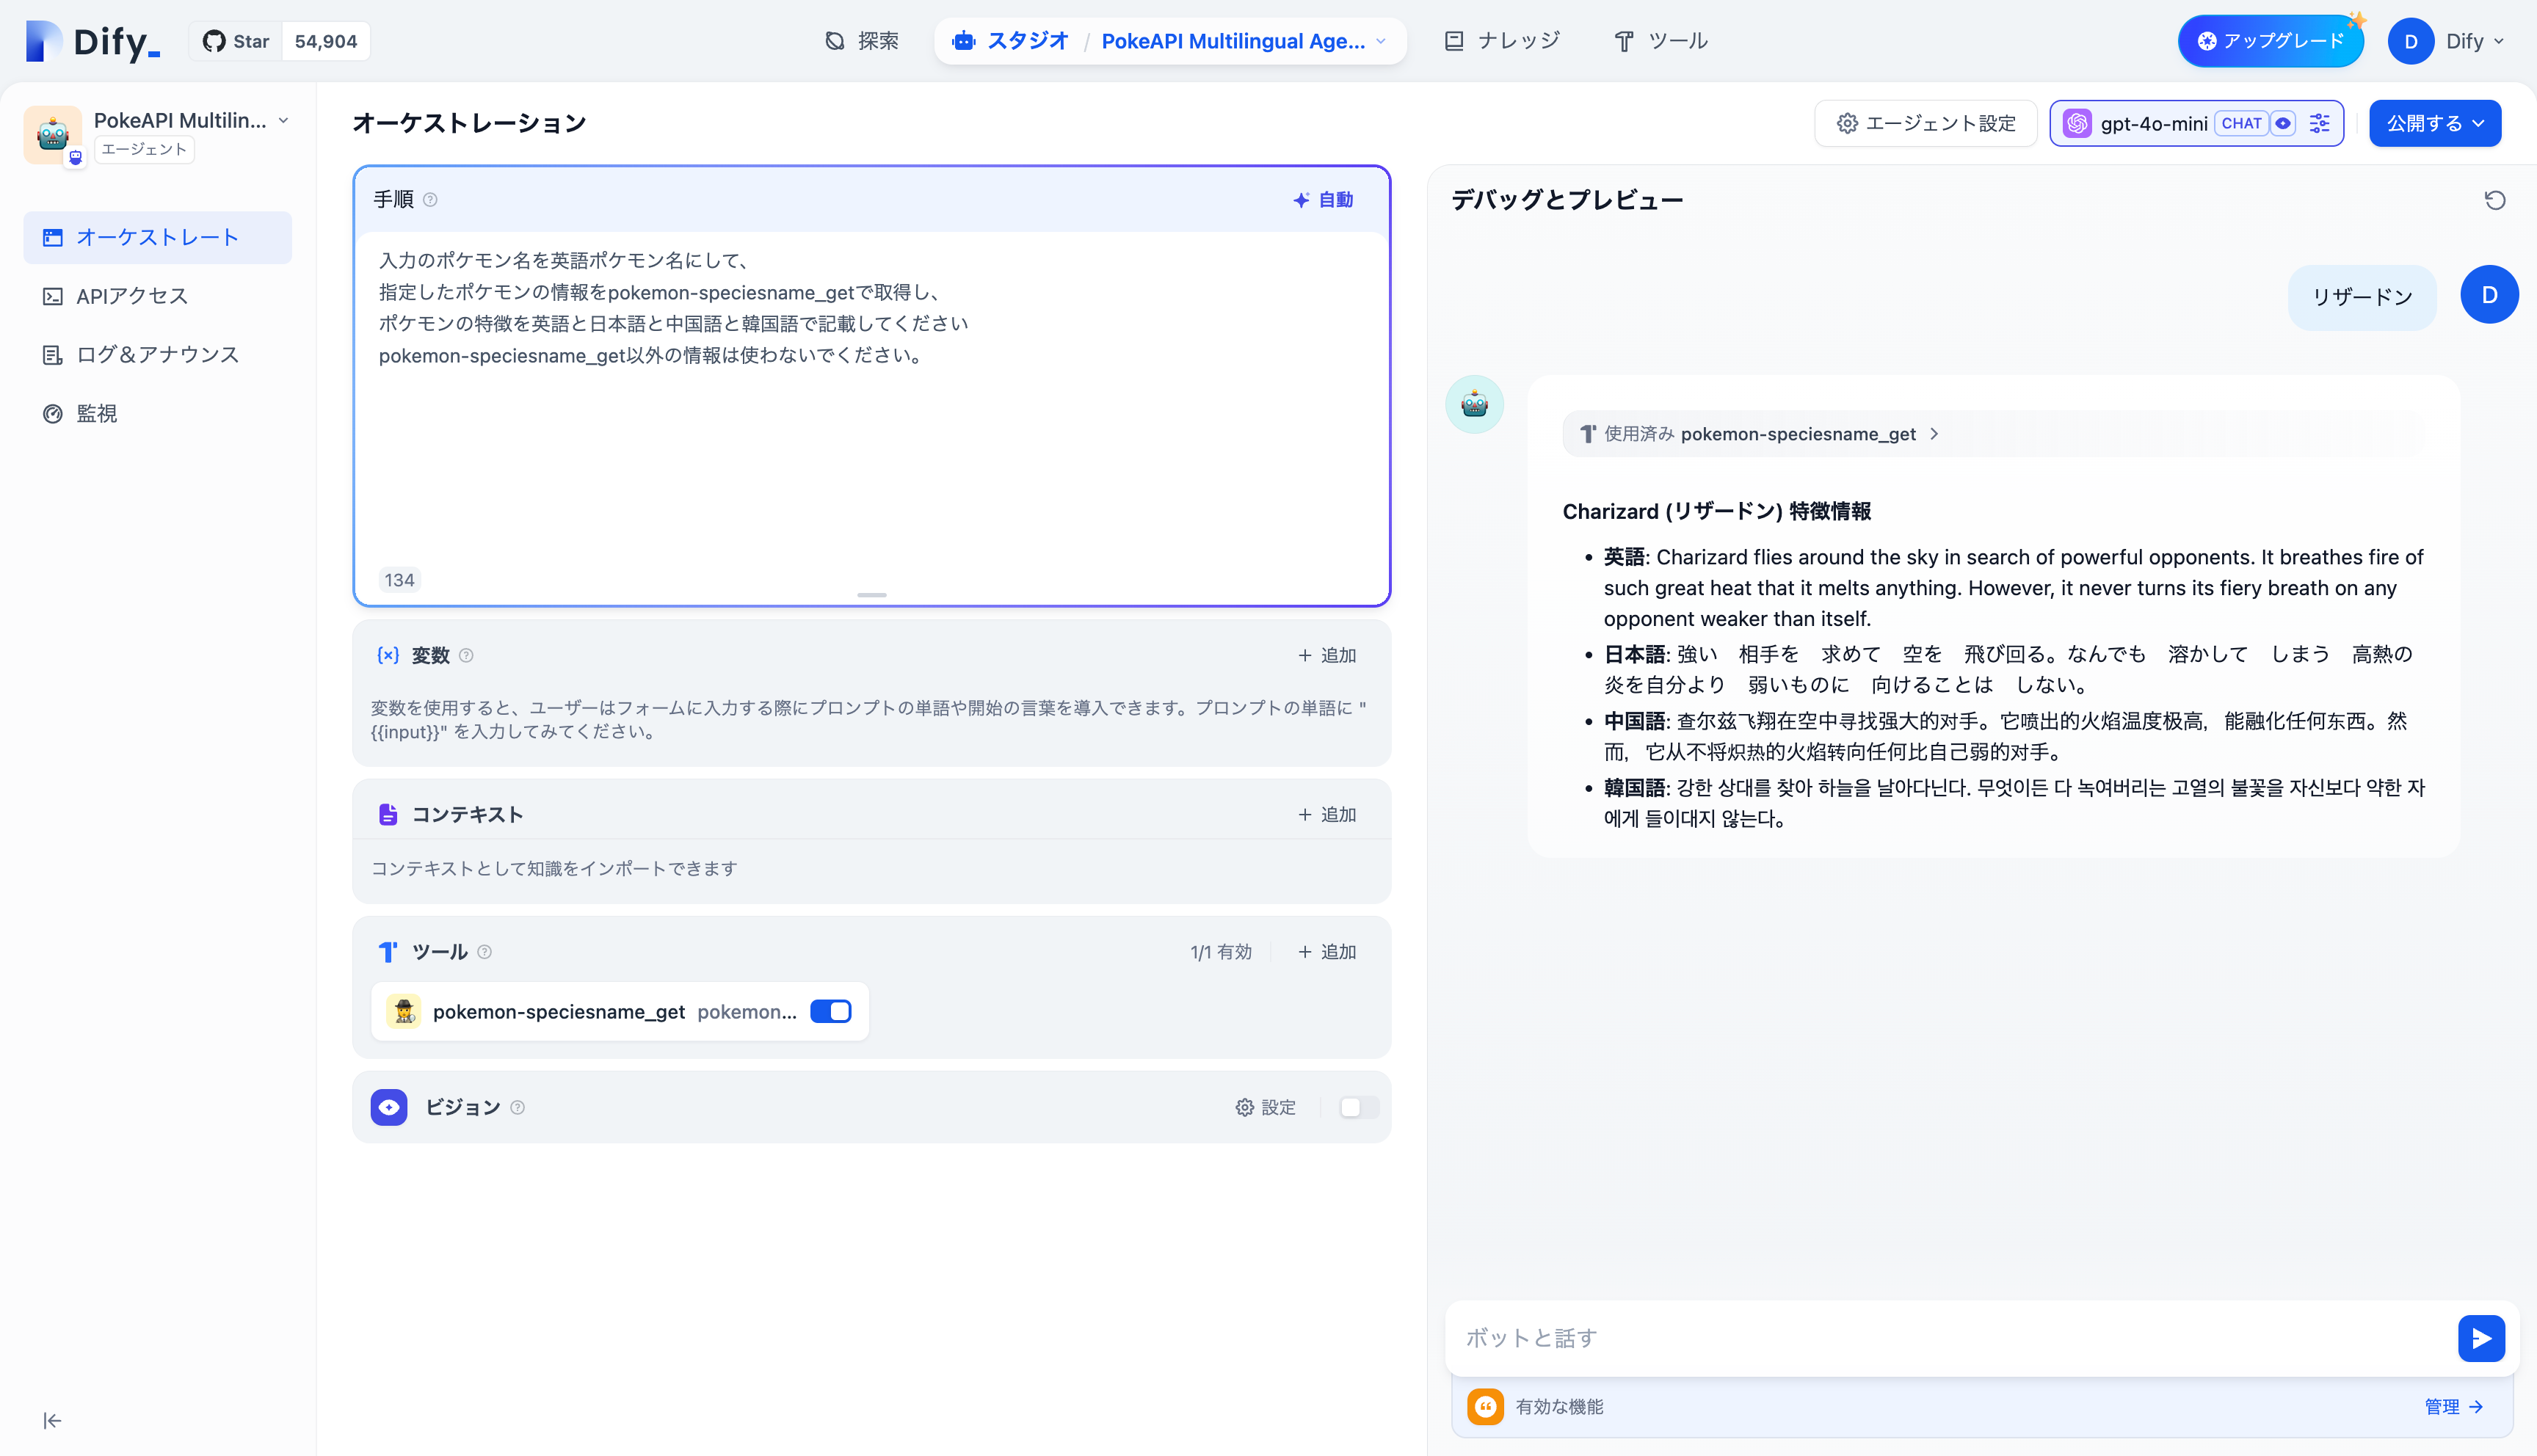 Dify_
Star 54,904
探索
スタジオ / PokeAPI Multilingual Age...
ナレッジ
ツール
アップグレード
D Dify
PokeAPI Multilin...
エージェント
オーケストレート
APIアクセス
ログ＆アナウンス
監視
オーケストレーション
エージェント設定
gpt-4o-mini CHAT
公開する
手順
自動
入力のポケモン名を英語ポケモン名にして、
指定したポケモンの情報をpokemon-speciesname_getで取得し、
ポケモンの特徴を英語と日本語と中国語と韓国語で記載してください
pokemon-speciesname_get以外の情報は使わないでください。
134
{x} 変数
+ 追加
変数を使用すると、ユーザーはフォームに入力する際にプロンプトの単語や開始の言葉を導入できます。プロンプトの単語に "
{{input}}" を入力してみてください。
コンテキスト
+ 追加
コンテキストとして知識をインポートできます
ツール
1/1 有効
+ 追加
pokemon-speciesname_get pokemon...
ビジョン
設定
デバッグとプレビュー
リザードン
D
使用済み pokemon-speciesname_get
Charizard (リザードン) 特徴情報
• 英語: Charizard flies around the sky in search of powerful opponents. It breathes fire of
such great heat that it melts anything. However, it never turns its fiery breath on any
opponent weaker than itself.
• 日本語: 強い　相手を　求めて　空を　飛び回る。なんでも　溶かして　しまう　高熱の
炎を自分より　弱いものに　向けることは　しない。
• 中国語: 查尔兹飞翔在空中寻找强大的对手。它喷出的火焰温度极高，能融化任何东西。然
而，它从不将炽热的火焰转向任何比自己弱的对手。
• 韓国語: 강한 상대를 찾아 하늘을 날아다닌다. 무엇이든 다 녹여버리는 고열의 불꽃을 자신보다 약한 자
에게 들이대지 않는다.
ボットと話す
有効な機能
管理 →